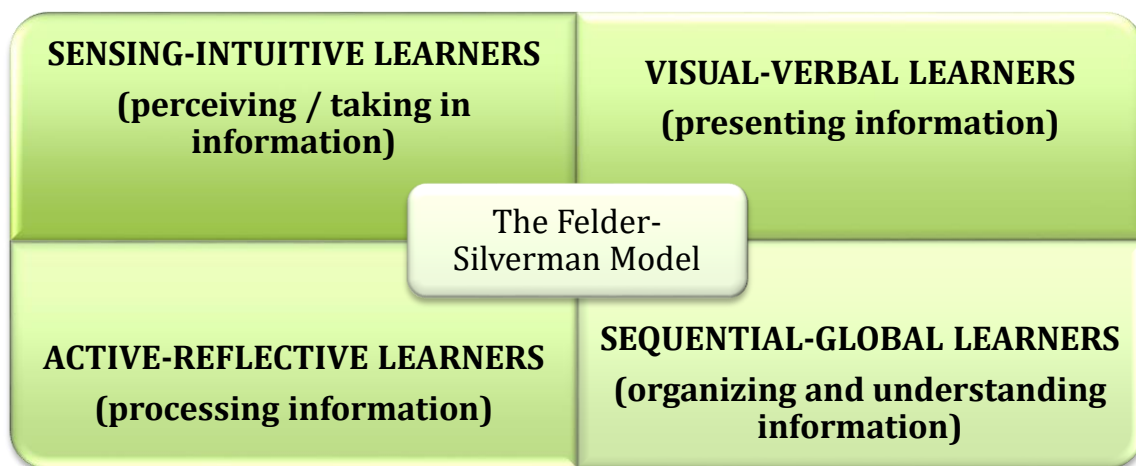 SENSING-INTUITIVE LEARNERS
(perceiving / taking in
information)
VISUAL-VERBAL LEARNERS
(presenting information)
The Felder-
Silverman Model
ACTIVE-REFLECTIVE LEARNERS
(processing information)
SEQUENTIAL-GLOBAL LEARNERS
(organizing and understanding
information)